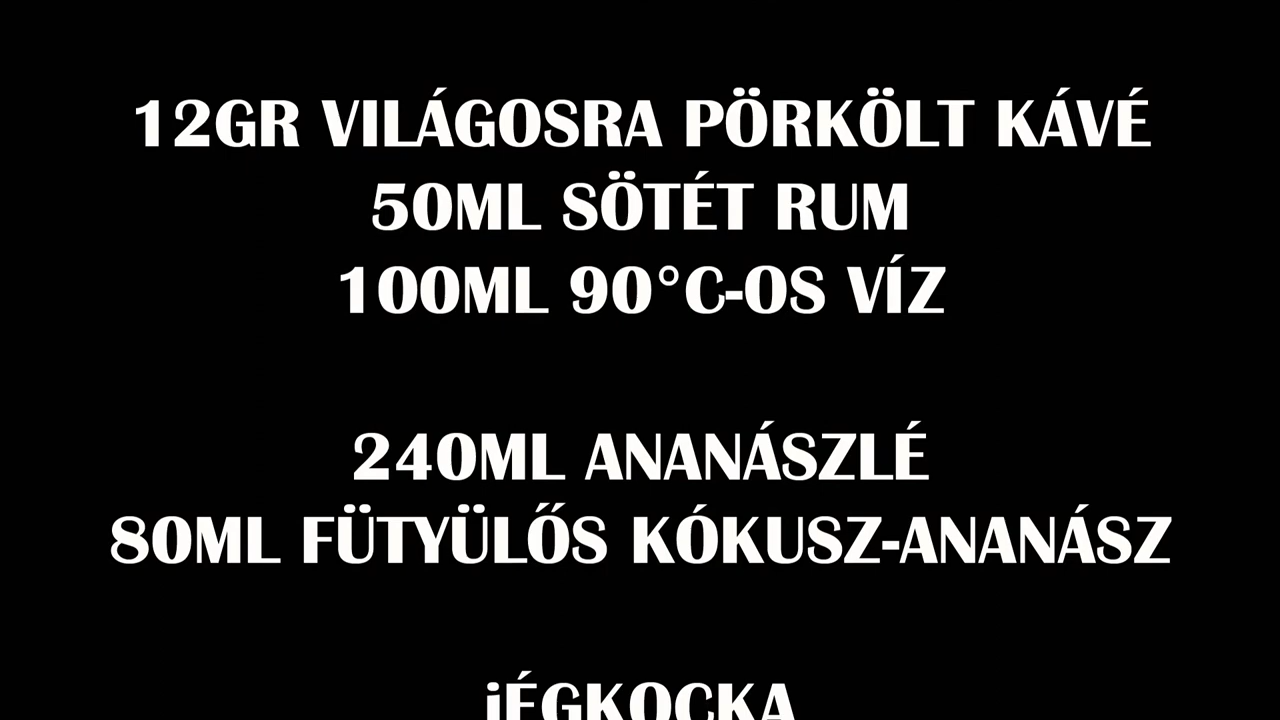 12GR VILÁGOSRA PÖRKÖLT KÁVÉ
50ML SÖTÉT RUM
100ML 90°C-OS VÍZ
240ML ANANÁSZLÉ
80ML FÜTYÜLŐS KÓKUSZ-ANANÁSZ
jÉGKOCKA